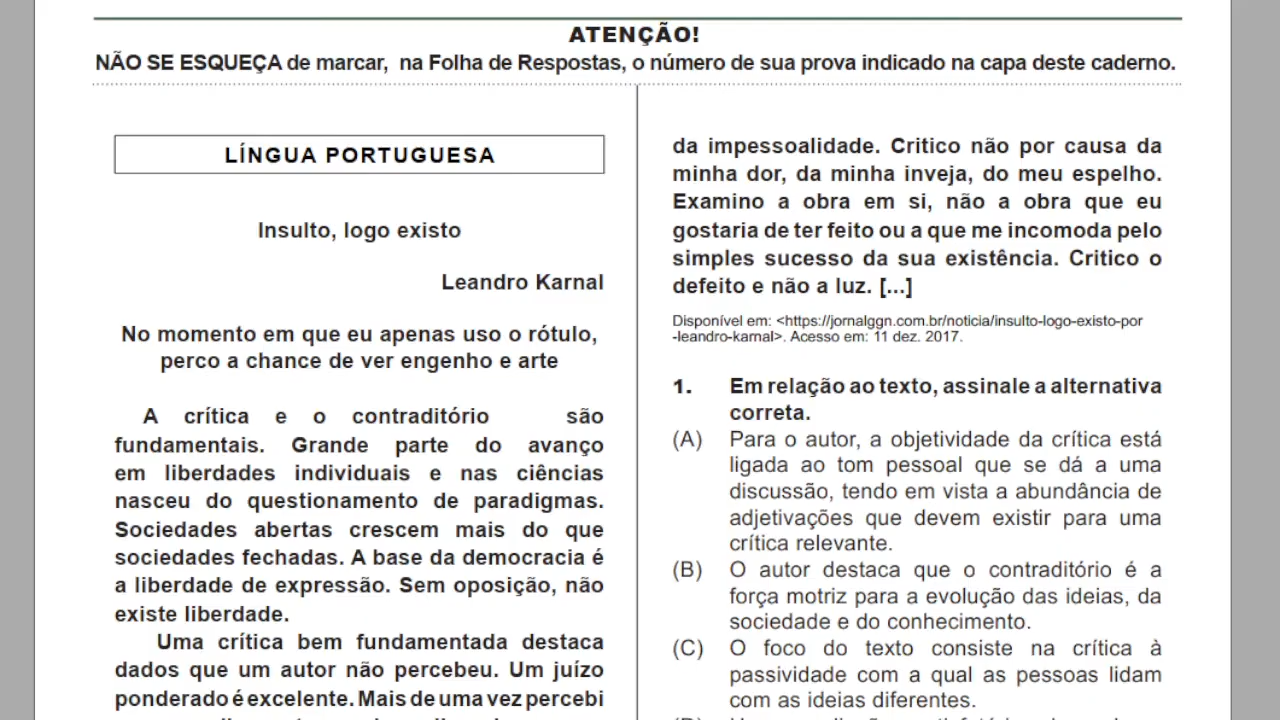 ATENÇÃO!
NÃO SE ESQUEÇA de marcar, na Folha de Respostas, o número de sua prova indicado na capa deste caderno.
LÍNGUA PORTUGUESA
Insulto, logo existo
Leandro Karnal
No momento em que eu apenas uso o rótulo,
perco a chance de ver engenho e arte
A crítica e o contraditório são
fundamentais. Grande parte do avanço
em liberdades individuais e nas ciências
nasceu do questionamento de paradigmas.
Sociedades abertas crescem mais do que
sociedades fechadas. A base da democracia é
a liberdade de expressão. Sem oposição, não
existe liberdade.
Uma crítica bem fundamentada destaca
dados que um autor não percebeu. Um juízo
ponderado é excelente. Mais de uma vez percebi
da impessoalidade. Critico não por causa da
minha dor, da minha inveja, do meu espelho.
Examino a obra em si, não a obra que eu
gostaria de ter feito ou a que me incomoda pelo
simples sucesso da sua existência. Critico o
defeito e não a luz. [...]
Disponível em: <https://jornalggn.com.br/noticia/insulto-logo-existo-por
-leandro-karnal>. Acesso em: 11 dez. 2017.
1. Em relação ao texto, assinale a alternativa
correta.
(A) Para o autor, a objetividade da crítica está
ligada ao tom pessoal que se dá a uma
discussão, tendo em vista a abundância de
adjetivações que devem existir para uma
crítica relevante.
(B) O autor destaca que o contraditório é a
força motriz para a evolução das ideias, da
sociedade e do conhecimento.
(C) O foco do texto consiste na crítica à
passividade com a qual as pessoas lidam
com as ideias diferentes.